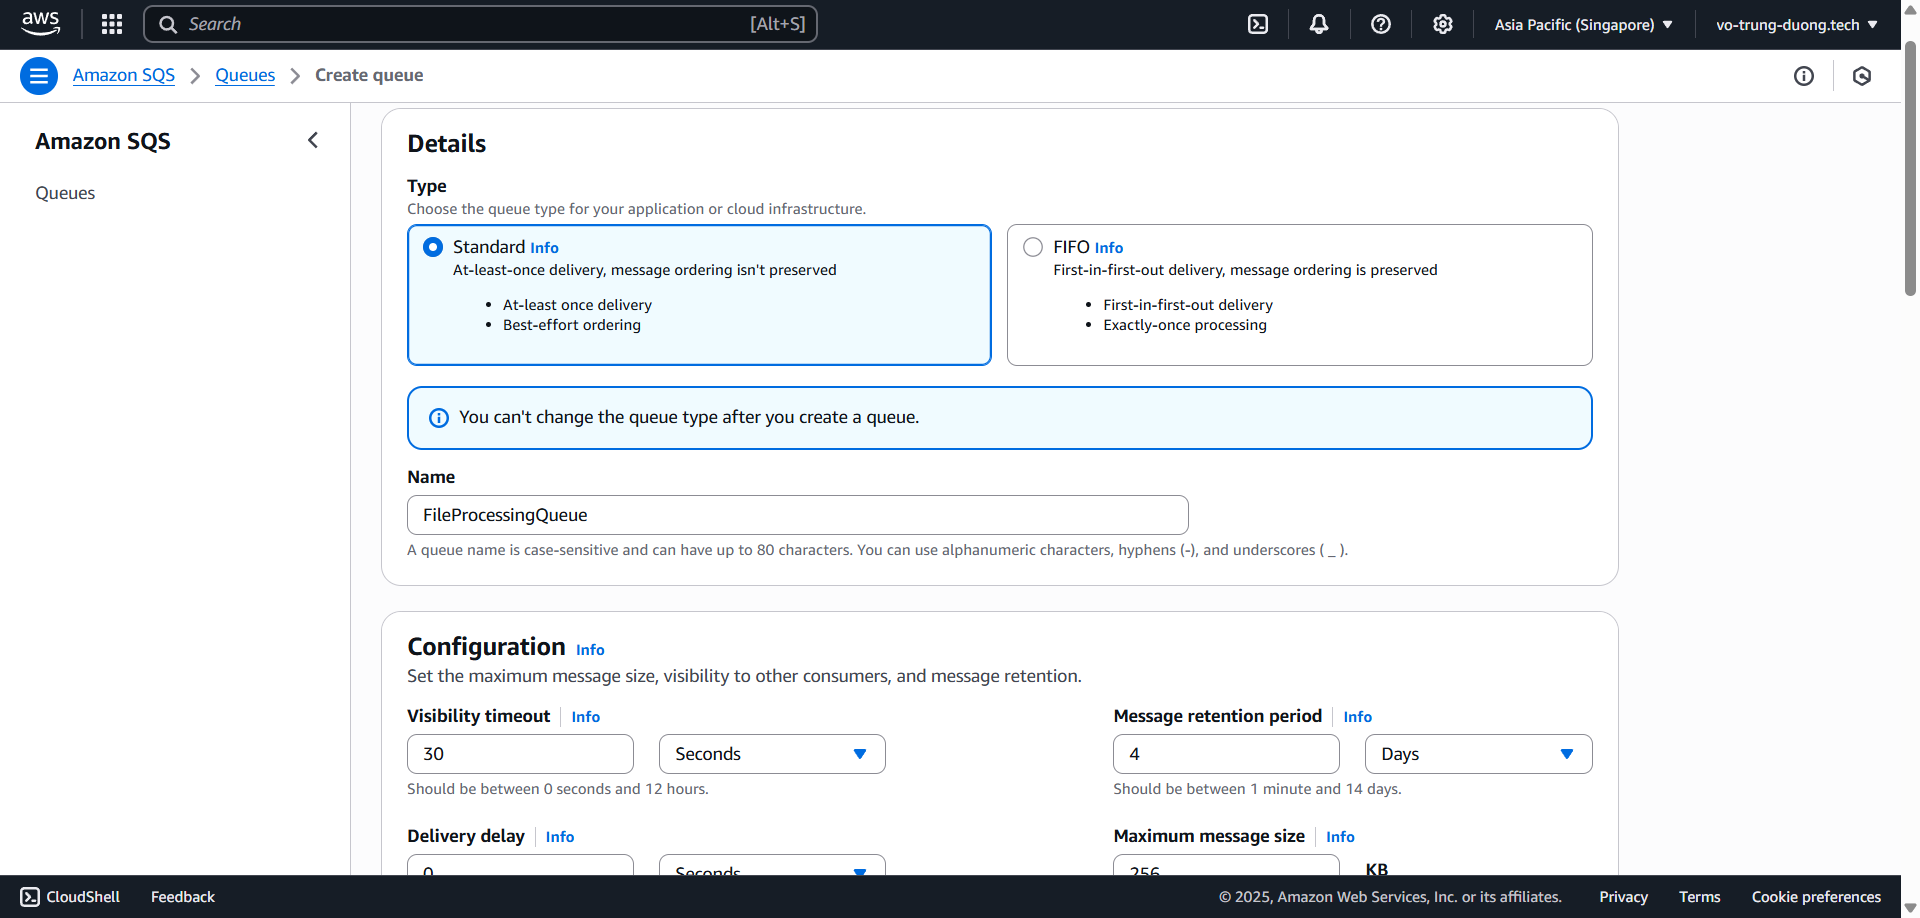 aws
Search
[Alt+S]
Asia Pacific (Singapore)
vo-trung-duong.tech
Amazon SQS
Queues
Create queue
Amazon SQS
Queues
Details
Type
Choose the queue type for your application or cloud infrastructure.
Standard Info
At-least-once delivery, message ordering isn't preserved
• At-least once delivery
• Best-effort ordering
FIFO Info
First-in-first-out delivery, message ordering is preserved
• First-in-first-out delivery
• Exactly-once processing
You can't change the queue type after you create a queue.
Name
FileProcessingQueue
A queue name is case-sensitive and can have up to 80 characters. You can use alphanumeric characters, hyphens (-), and underscores ( _ ).
Configuration Info
Set the maximum message size, visibility to other consumers, and message retention.
Visibility timeout Info
30
Seconds
Should be between 0 seconds and 12 hours.
Message retention period Info
4
Days
Should be between 1 minute and 14 days.
Delivery delay Info
0
Seconds
Maximum message size Info
256
KB
CloudShell
Feedback
© 2025, Amazon Web Services, Inc. or its affiliates.
Privacy
Terms
Cookie preferences